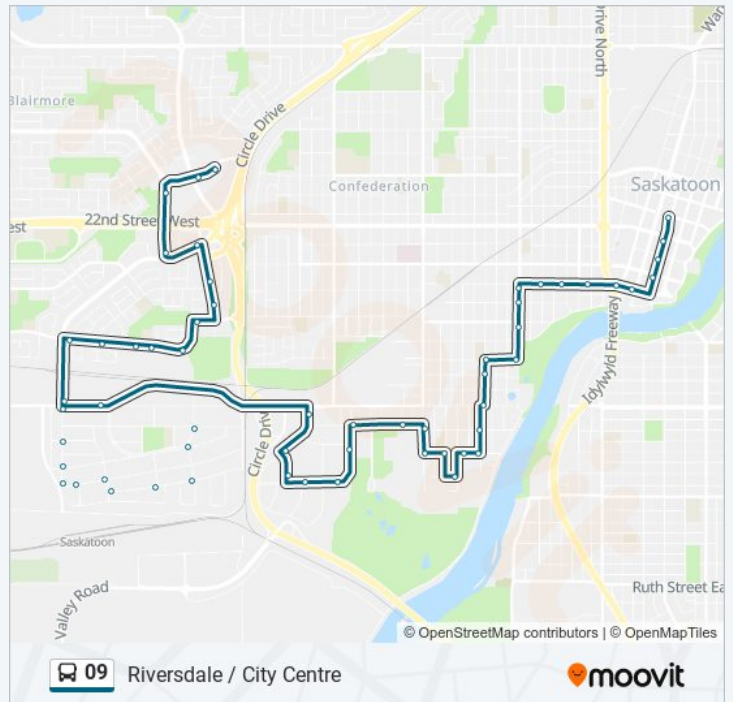 Drive North
Blairmore
Circle Drive
Confederation
Saskatoon
22nd Street West
est
Idylwyld Freeway
Circle Driv
Saskatoon
Valley Road
Ruth Street Ea
© OpenStreetMap contributors | © OpenMapTiles
09 Riversdale / City Centre
moovit